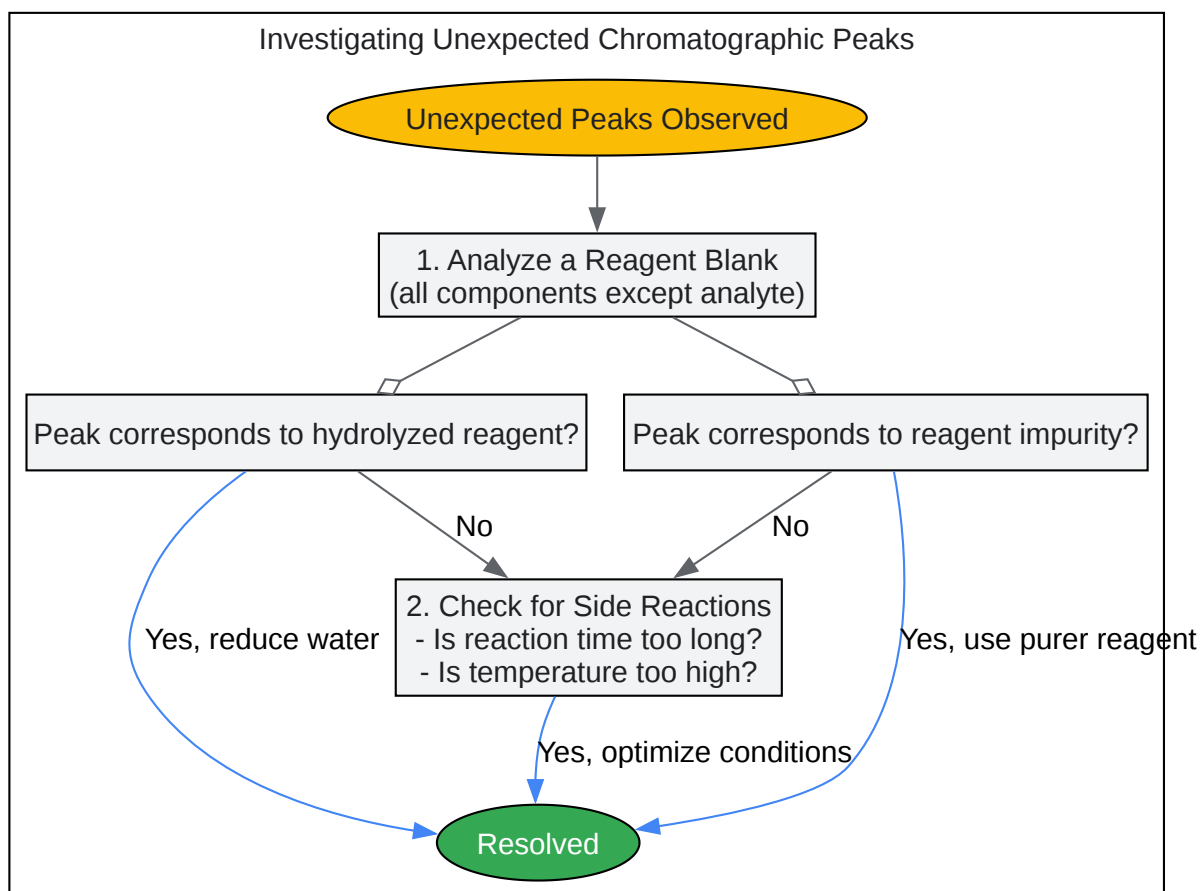 Investigating Unexpected Chromatographic Peaks
Unexpected Peaks Observed
1. Analyze a Reagent Blank
(all components except analyte)
Peak corresponds to hydrolyzed reagent?
Peak corresponds to reagent impurity?
No
No
2. Check for Side Reactions
- Is reaction time too long?
- Is temperature too high?
Yes, reduce water
Yes, use purer reagent
Yes, optimize conditions
Resolved